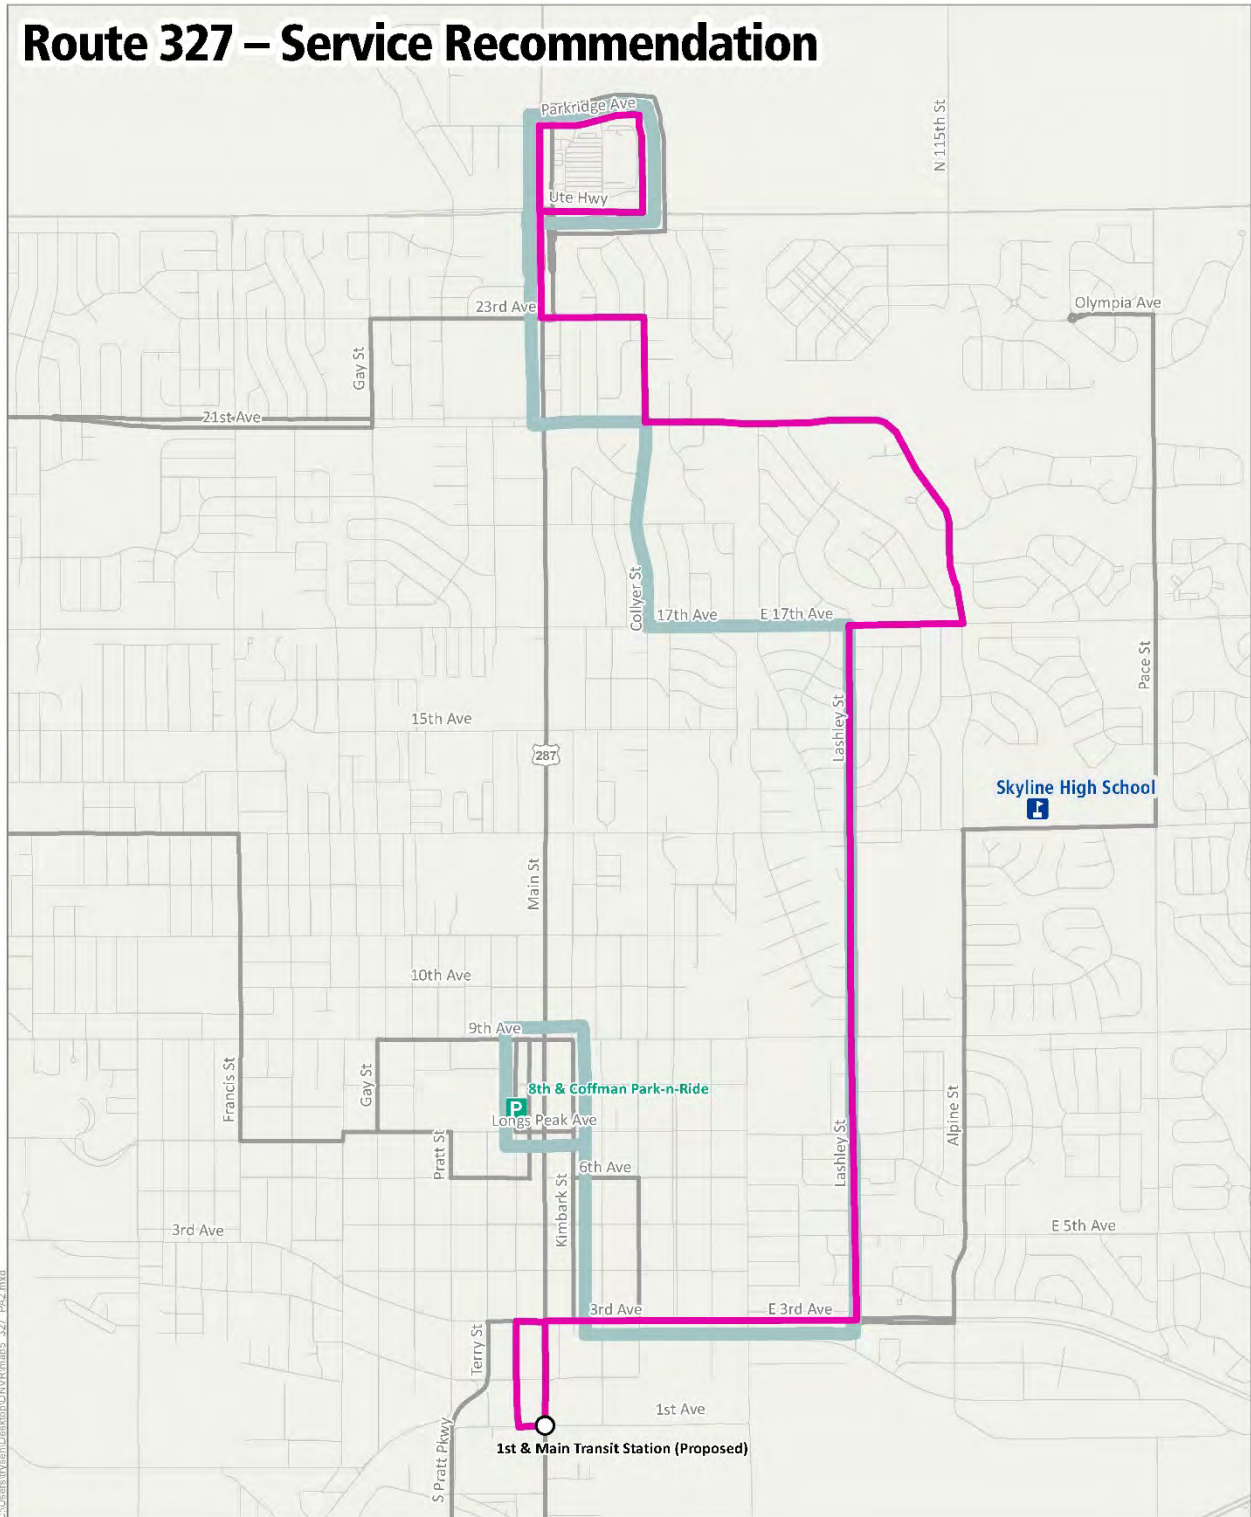 Route 327 – Service Recommendation
Parkridge Ave
N 115th St
Ute Hwy
23rd Ave
Olympia Ave
Gay St
21st Ave
Collyer St
17th Ave
E 17th Ave
Pace St
15th Ave
Lashley St
287
Skyline High School
Main St
10th Ave
9th Ave
Francis St
Gay St
8th & Coffman Park-n-Ride
P
Longs Peak Ave
Alpine St
Pratt St
Lashley St
6th Ave
Kimbark St
3rd Ave
E 5th Ave
3rd Ave
E 3rd Ave
Terry St
1st Ave
S Pratt Pkwy
1st & Main Transit Station (Proposed)